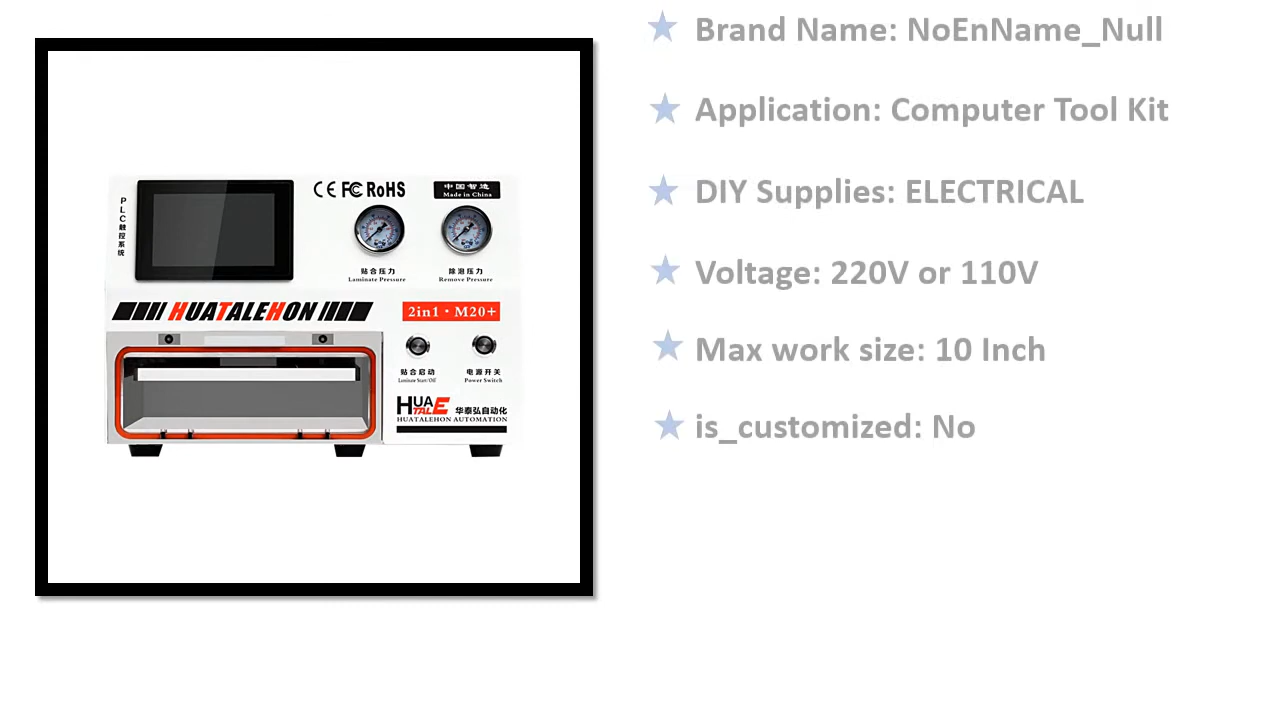 Brand Name: NoEnName_Null
Application: Computer Tool Kit
DIY Supplies: ELECTRICAL
Voltage: 220V or 110V
Max work size: 10 Inch
is_customized: No
PLC触控系统
CE FC RoHS
中国智造
Made in China
贴合压力
Laminate Pressure
除泡压力
Remove Pressure
HUATALEHON
2in1·M20+
贴合启动
Laminate Start/Off
电源开关
Power Switch
HUATALE
华泰弘自动化
HUATALEHON AUTOMATION